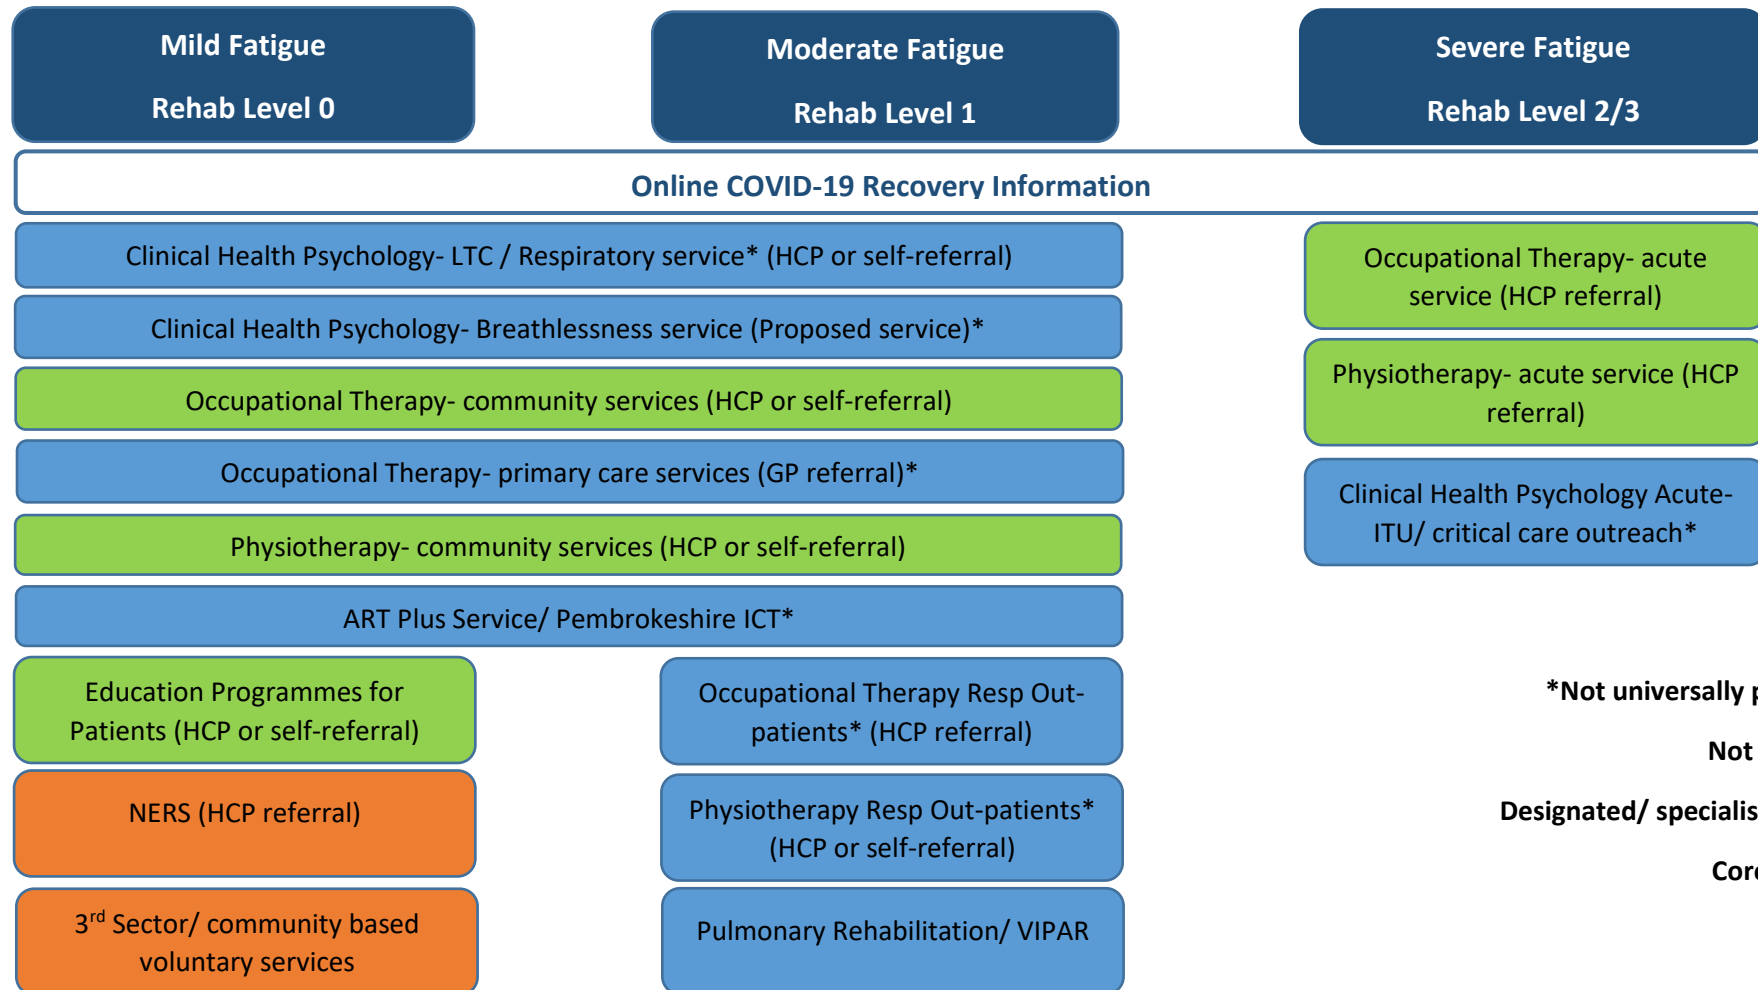 Mild Fatigue
Rehab Level 0
Moderate Fatigue
Rehab Level 1
Severe Fatigue
Rehab Level 2/3
Online COVID-19 Recovery Information
Clinical Health Psychology- LTC / Respiratory service* (HCP or self-referral)
Clinical Health Psychology- Breathlessness service (Proposed service)*
Occupational Therapy- community services (HCP or self-referral)
Occupational Therapy- primary care services (GP referral)*
Physiotherapy- community services (HCP or self-referral)
ART Plus Service/ Pembrokeshire ICT*
Occupational Therapy- acute
service (HCP referral)
Physiotherapy- acute service (HCP
referral)
Clinical Health Psychology Acute-
ITU/ critical care outreach*
Education Programmes for
Patients (HCP or self-referral)
NERS (HCP referral)
3rd Sector/ community based
voluntary services
Occupational Therapy Resp Out-
patients* (HCP referral)
Physiotherapy Resp Out-patients*
(HCP or self-referral)
Pulmonary Rehabilitation/ VIPAR
*Not universally
Not
Designated/